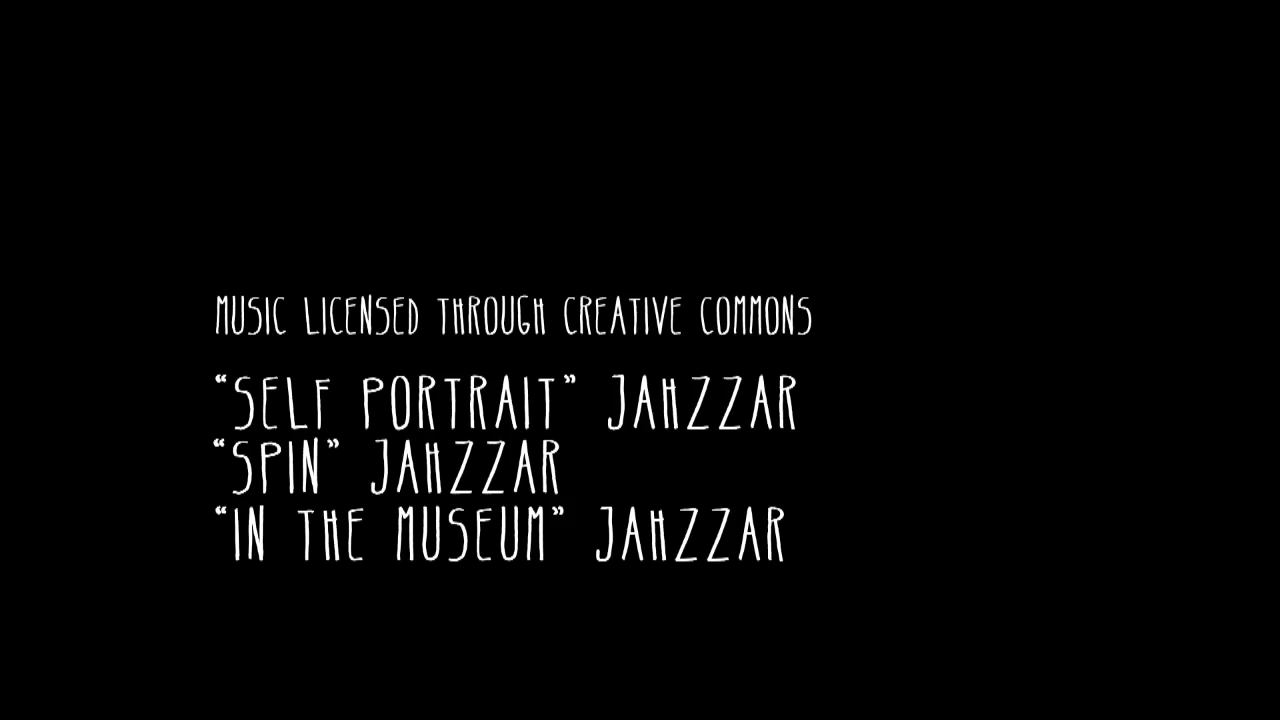 MUSIC LICENSED THROUGH CREATIVE COMMONS
“SELF PORTRAIT” JAHZZAR
“SPIN” JAHZZAR
“IN THE MUSEUM” JAHZZAR